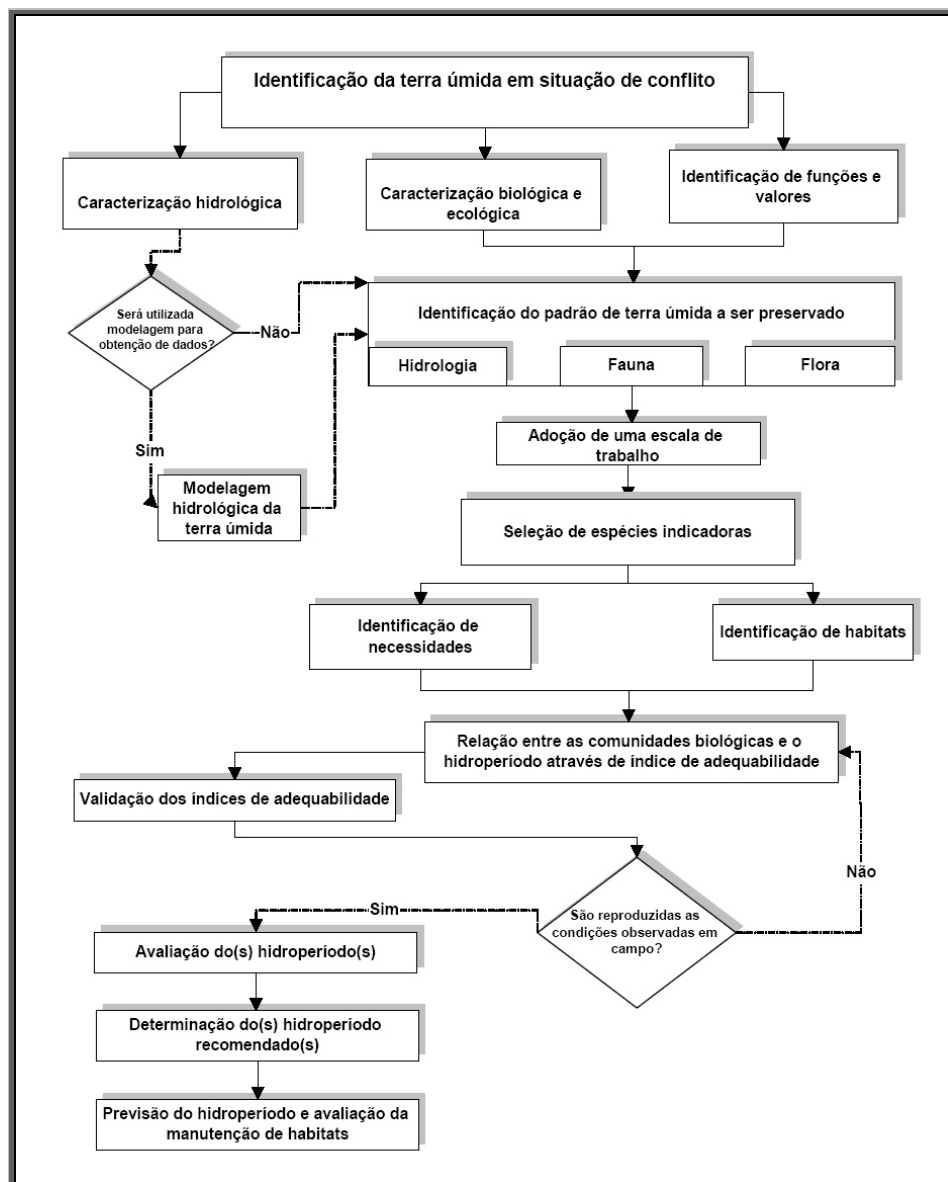 Identificação da terra úmida em situação de conflito
Caracterização hidrológica
Caracterização biológica e
ecológica
Identificação de funções e
valores
Será utilizada
modelagem para
obtenção de dados?
Não
Sim
Modelagem
hidrológica da
terra úmida
Identificação do padrão de terra úmida a ser preservado
Hidrologia
Fauna
Flora
Adoção de uma escala de
trabalho
Seleção de espécies indicadoras
Identificação de
necessidades
Identificação de habitats
Relação entre as comunidades biológicas e o
hidroperíodo através de índice de adequabilidade
Validação dos índices de adequabilidade
São reproduzidas as
condições observadas em
campo?
Não
Sim
Avaliação do(s) hidroperíodo(s)
Determinação do(s) hidroperíodo
recomendado(s)
Previsão do hidroperíodo e avaliação da
manutenção de habitats